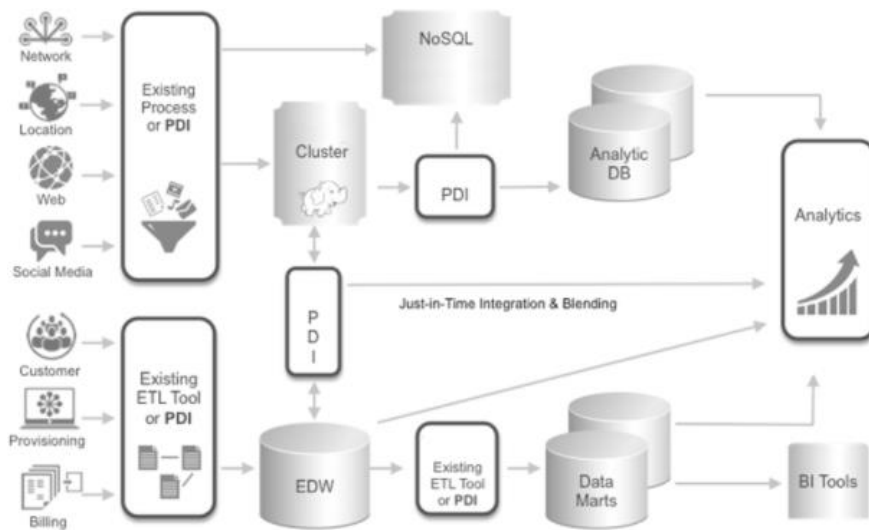 Network
Location
Web
Social Media
Existing
Process
or PDI
NoSQL
Cluster
PDI
Analytic
DB
Analytics
P
D
I
Just-in-Time Integration & Blending
Customer
Provisioning
Billing
Existing
ETL Tool
or PDI
EDW
Existing
ETL Tool
or PDI
Data
Marts
BI Tools